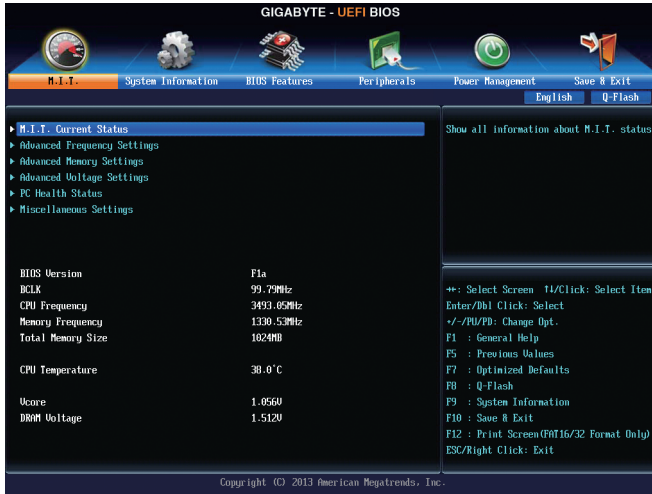 GIGABYTE - UEFI BIOS
M.I.T. System Information BIOS Features Peripherals Power Management Save & Exit
English Q-Flash
M.I.T. Current Status
Advanced Frequency Settings
Advanced Memory Settings
Advanced Voltage Settings
PC Health Status
Miscellaneous Settings
Show all information about M.I.T. status
BIOS Version F1a
BCLK 99.79MHz
CPU Frequency 3493.05MHz
Memory Frequency 1330.53MHz
Total Memory Size 1024MB
CPU Temperature 38.0°C
Vcore 1.056V
DRAM Voltage 1.512V
→←: Select Screen ↑↓/Click: Select Item
Enter/Dbl Click: Select
+/-/PU/PD: Change Opt.
F1 : General Help
F5 : Previous Values
F7 : Optimized Defaults
F8 : Q-Flash
F9 : System Information
F10 : Save & Exit
F12 : Print Screen(FAT16/32 Format Only)
ESC/Right Click: Exit
Copyright (C) 2013 American Megatrends, Inc.